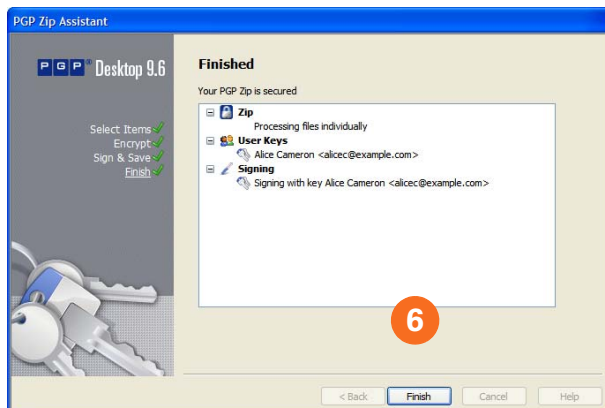 PGP Zip Assistant
PGP® Desktop 9.6
Select Items
Encrypt
Sign & Save
Finish
Finished
Your PGP Zip is secured
Zip
Processing files individually
User Keys
Alice Cameron <alicec@example.com>
Signing
Signing with key Alice Cameron <alicec@example.com>
6
< Back
Finish
Cancel
Help